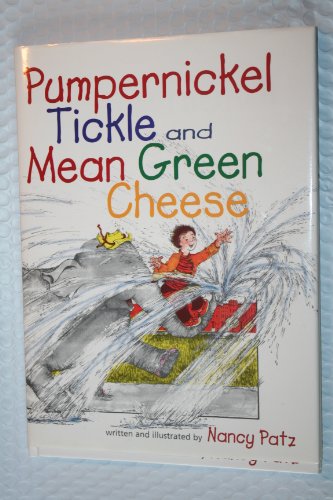 Pumpernickel
Tickle and
Mean Green
Cheese
written and illustrated by Nancy Patz